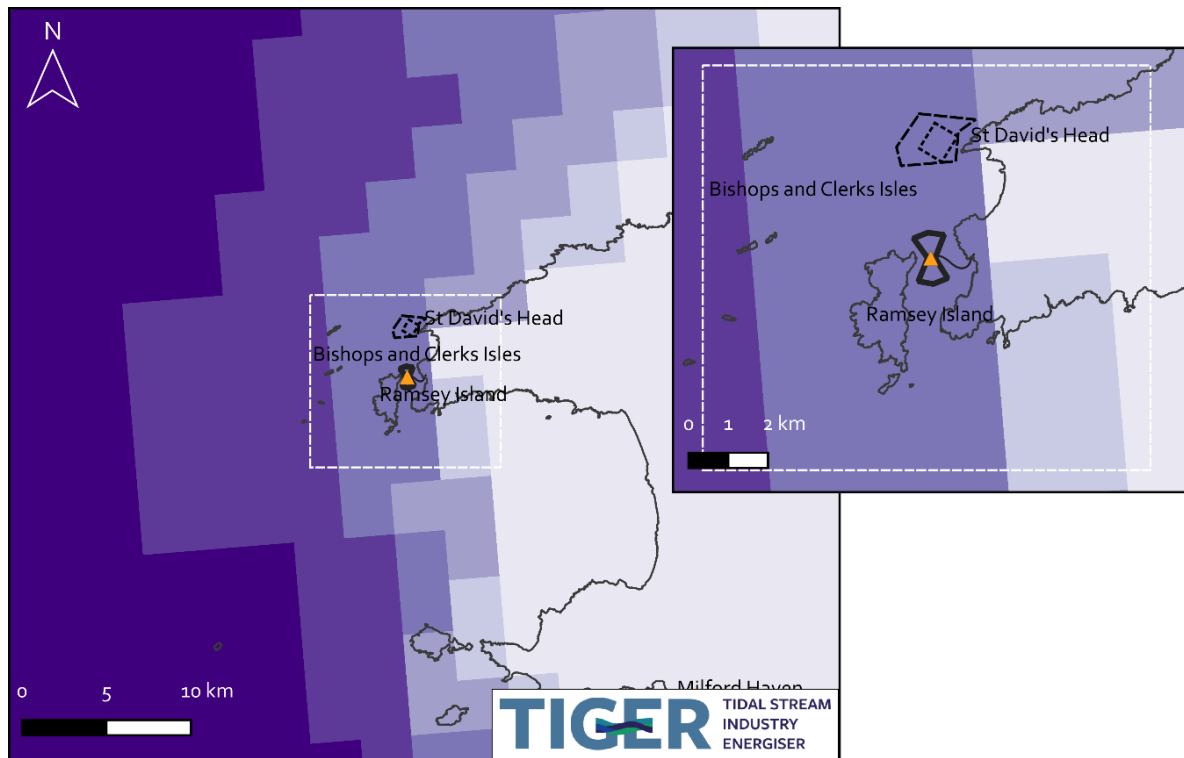 N
St David's Head
Bishops and Clerks Isles
Ramsey Island
0 5 10 km
Milford Haven
St David's Head
Bishops and Clerks Isles
Ramsey Island
0 1 2 km
TIGER
TIDAL STREAM
INDUSTRY
ENERGISER